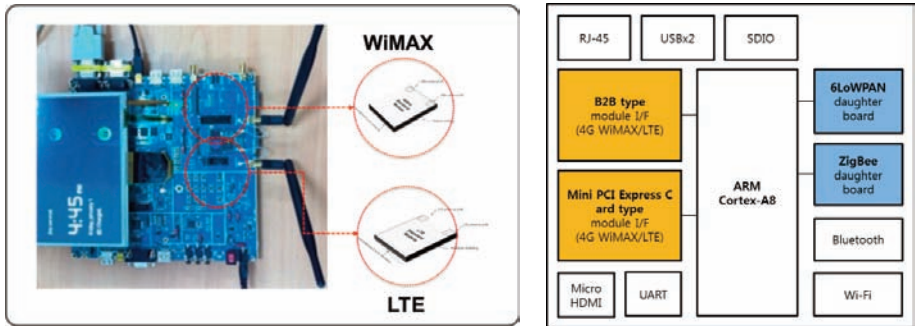 WiMAX
4:45 PM
LTE
RJ-45
USBx2
SDIO
B2B type
module I/F
(4G WiMAX/LTE)
Mini PCI Express C
ard type
module I/F
(4G WiMAX/LTE)
Micro
HDMI
UART
ARM
Cortex-A8
6LoWPAN
daughter
board
ZigBee
daughter
board
Bluetooth
Wi-Fi